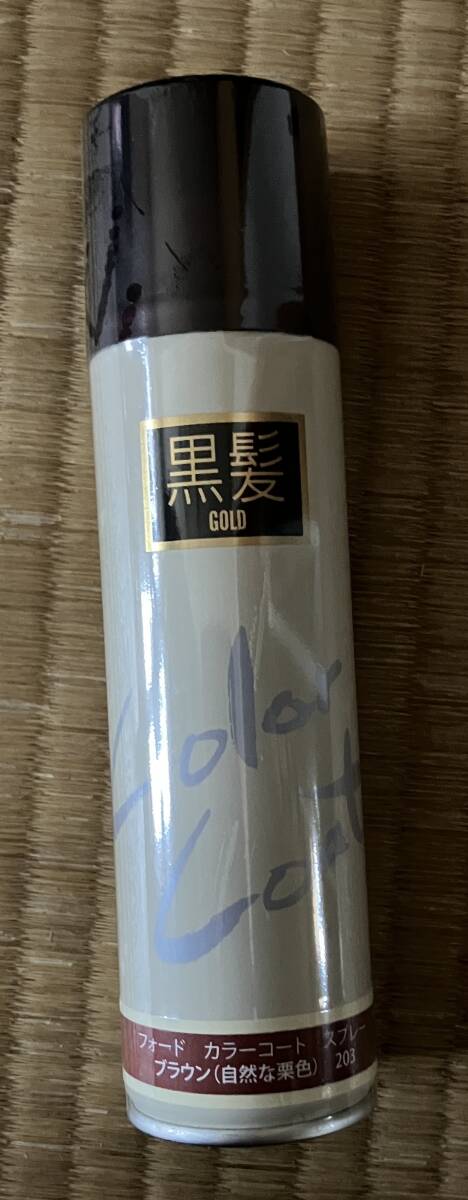 黒髪
GOLD
Color
Coat
フォード カラーコート スプレー
ブラウン(自然な栗色) 203